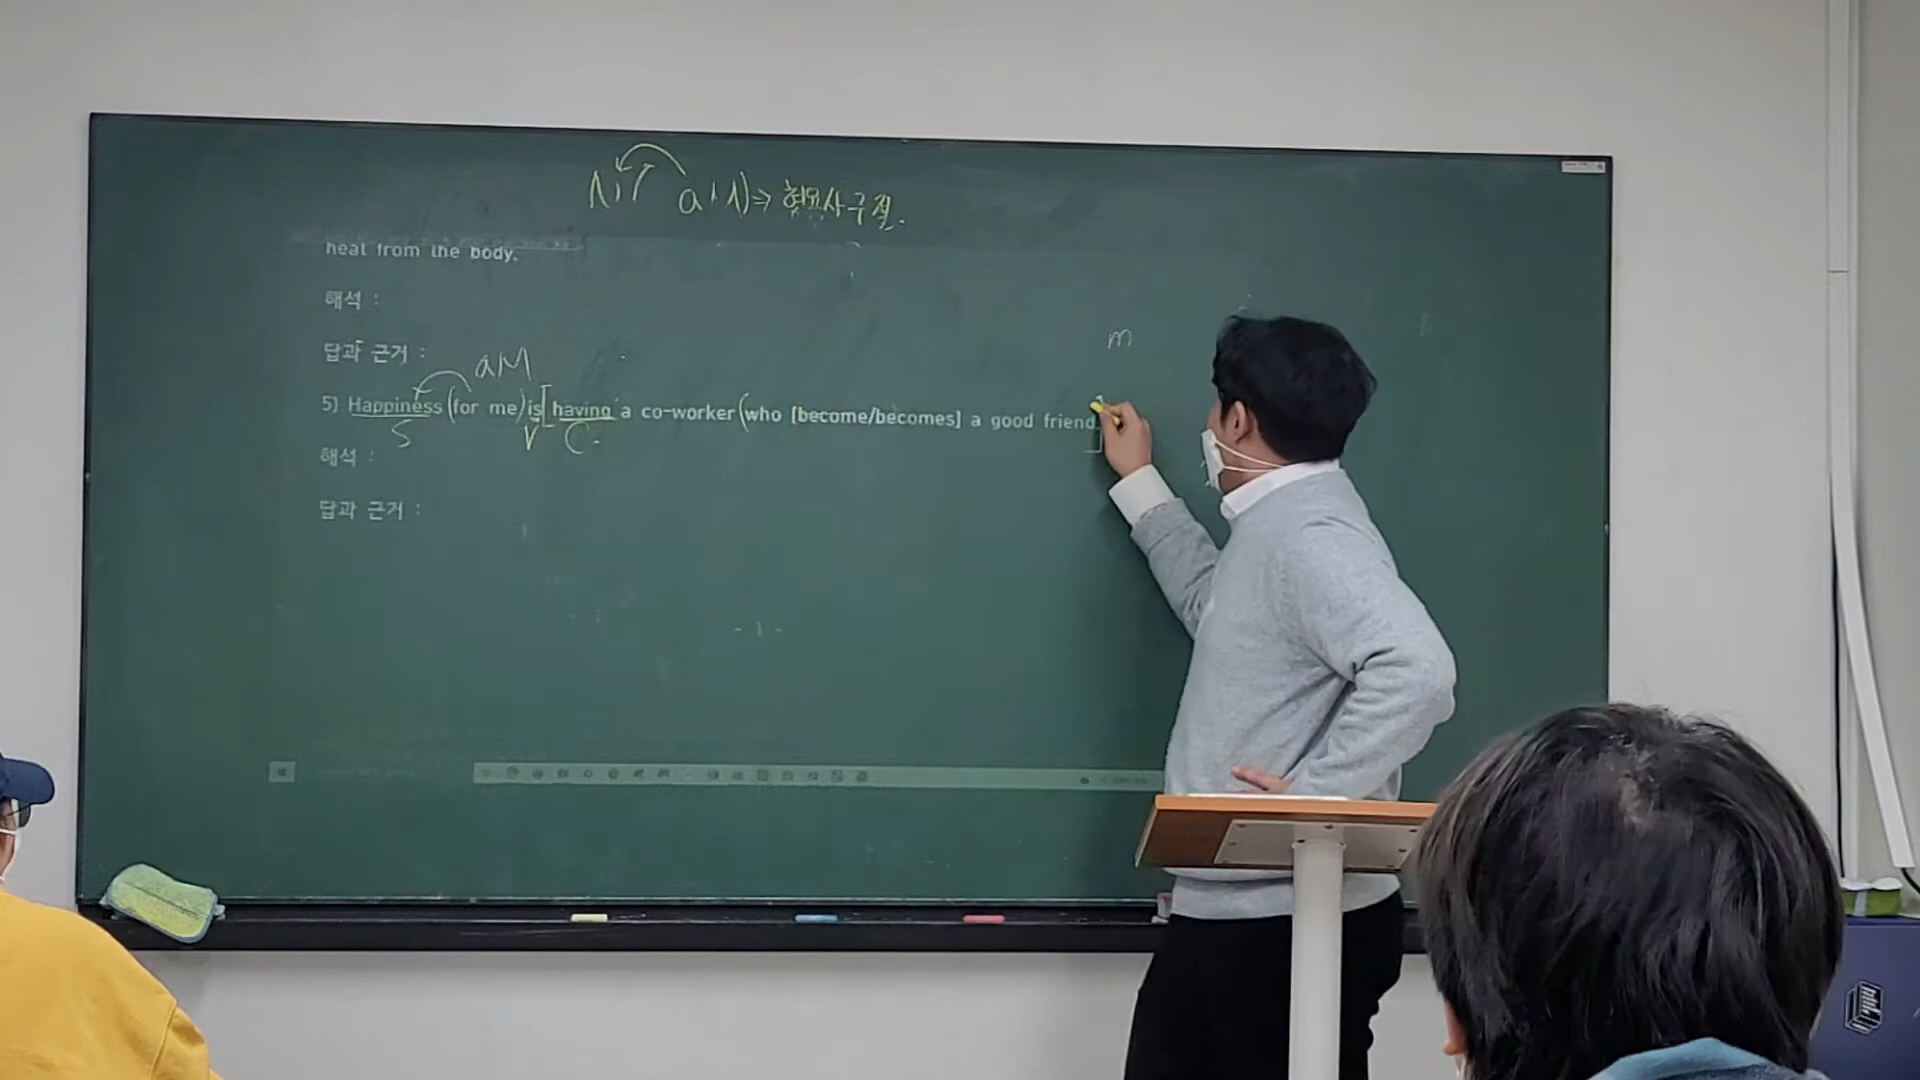 ⇒ 형용사구절.
heat from the body.
해석 :
답과 근거 :
m
aM
5) Happiness (for me) is [having a co-worker (who [become/becomes] a good friend.]
S V C.
해석 :
답과 근거 :
- 1 -